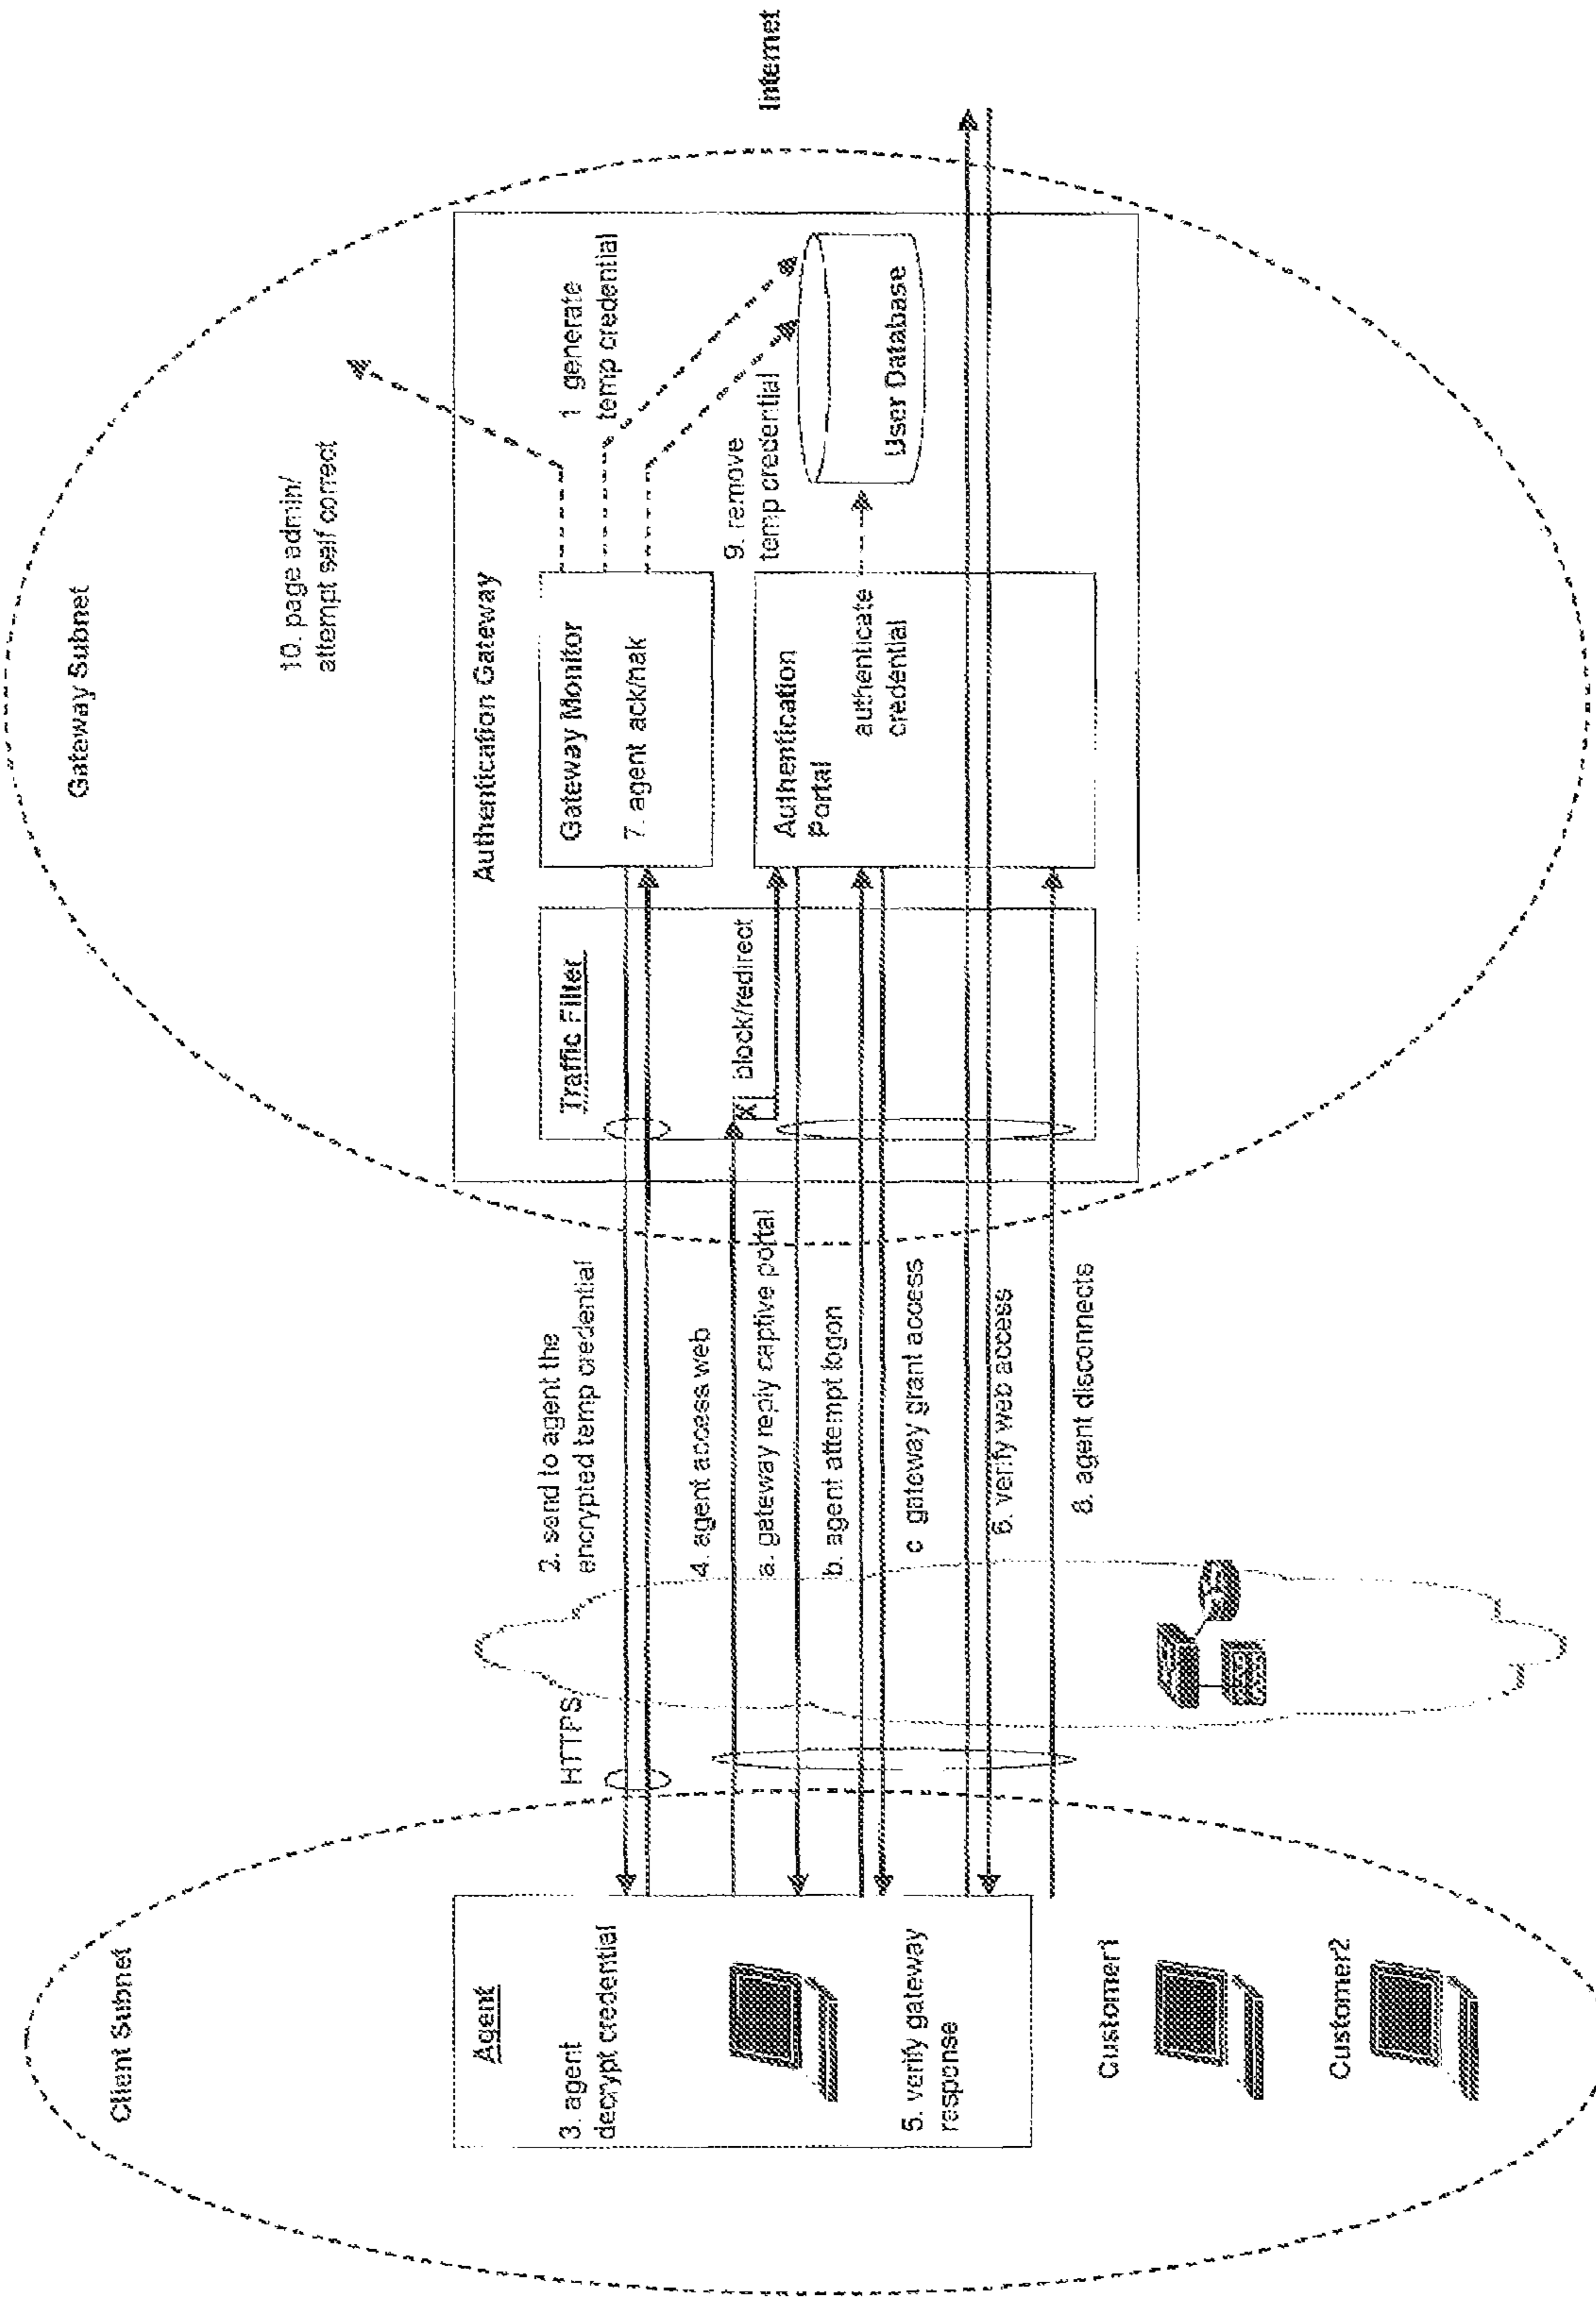 Client Subnet
Agent
3. agent
decrypt credential
5. verify gateway
response
Customer1
Customer2
HTTPS
2. send to agent the
encrypted temp credential
4. agent access web
a. gateway reply captive portal
b. agent attempt logon
c gateway grant access
6. verify web access
8. agent disconnects
Gateway Subnet
10. page admin/
attempt self correct
Authentication Gateway
Traffic Filter
X block/redirect
Gateway Monitor
7. agent ack/nak
1 generate
temp credential
9. remove
temp credential
Authentication
Portal
authenticate
credential
User Database
Internet